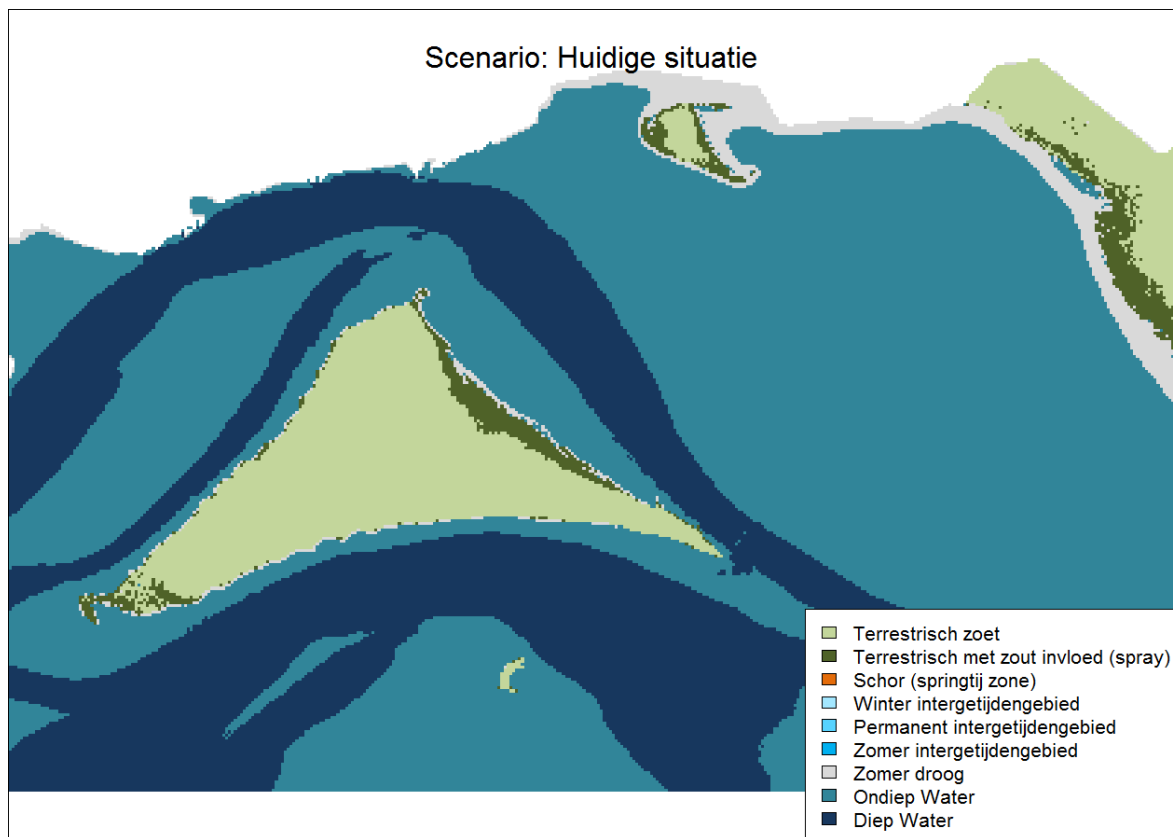 Scenario: Huidige situatie
Terrestrisch zoet
Terrestrisch met zout invloed (spray)
Schor (springtij zone)
Winter intergetijdengebied
Permanent intergetijdengebied
Zomer intergetijdengebied
Zomer droog
Ondiep Water
Diep Water